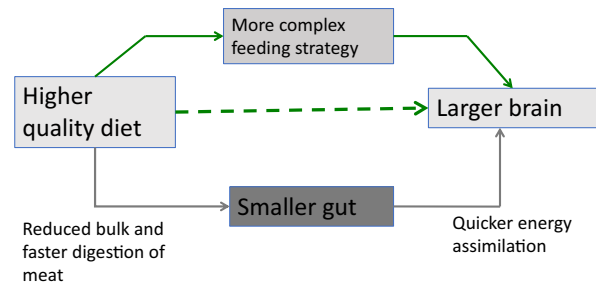 More complex
feeding strategy
Higher
quality diet
Larger brain
Smaller gut
Reduced bulk and
faster digestion of
meat
Quicker energy
assimilation